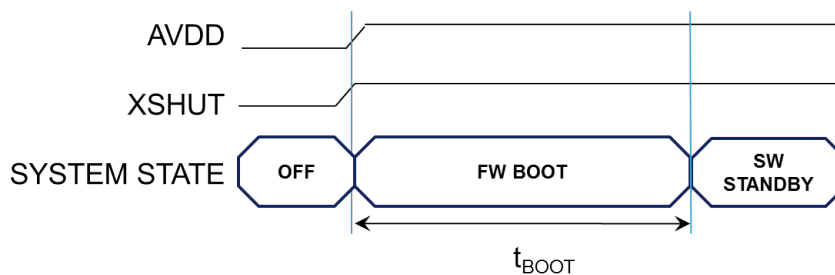 AVDD
XSHUT
SYSTEM STATE OFF FW BOOT SW STANDBY
tBOOT